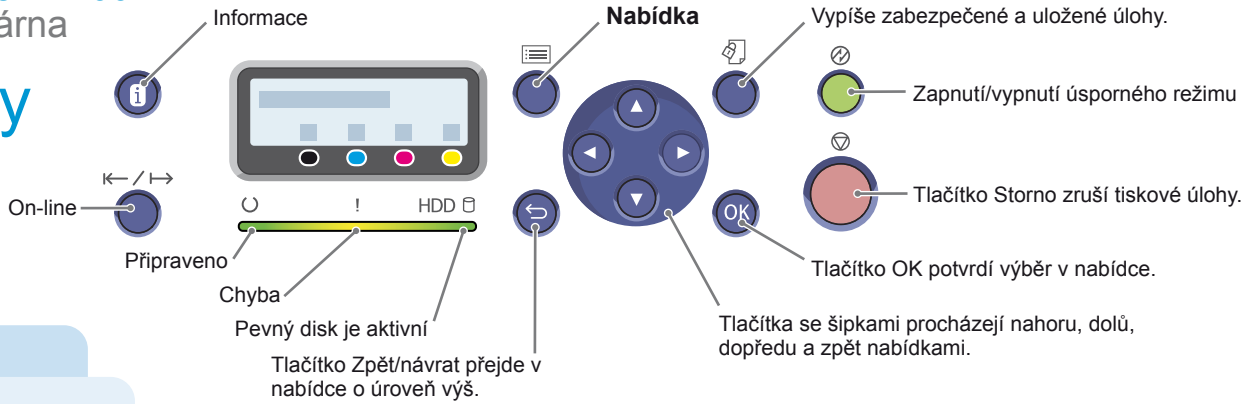 Informace
Nabídka
Vypíše zabezpečené a uložené úlohy.
Zapnutí/vypnutí úsporného režimu
On-line
! HDD
OK
Tlačítko Storno zruší tiskové úlohy.
Připraveno
Chyba
Pevný disk je aktivní
Tlačítko Zpět/návrat přejde v
nabídce o úroveň výš.
Tlačítko OK potvrdí výběr v nabídce.
Tlačítka se šipkami procházejí nahoru, dolů,
dopředu a zpět nabídkami.